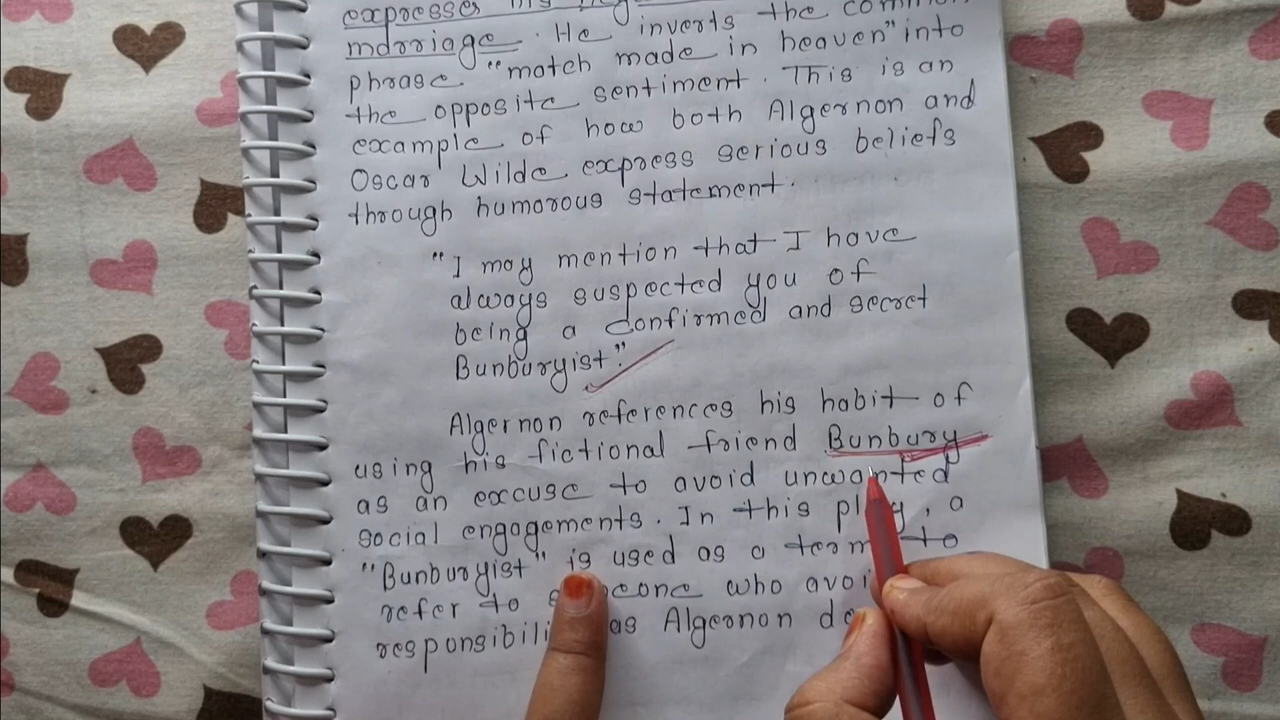 expresses his
marriage. He inverts the common
phrase "match made in heaven" into
the opposite sentiment. This is an
example of how both Algernon and
Oscar Wilde express serious beliefs
through humorous statement.
"I may mention that I have
always suspected you of
being a confirmed and secret
Bunburyist".
Algernon references his habit of
using his fictional friend Bunbury
as an excuse to avoid unwanted
social engagements. In this play, a
"Bunburyist" is used as a term to
refer to someone who
as Algernon